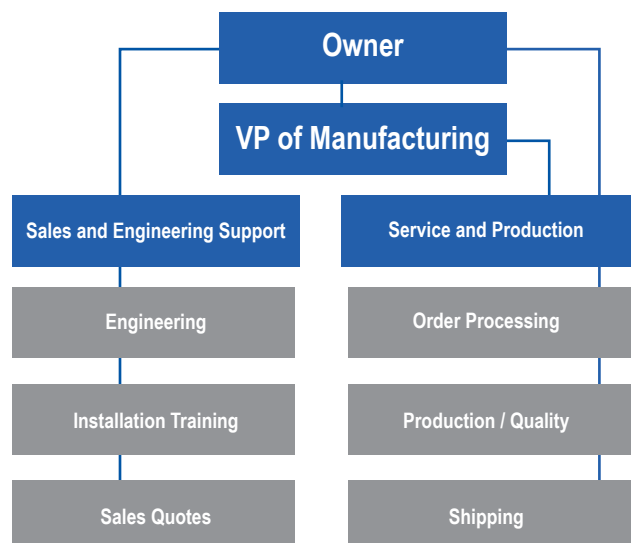 Owner
VP of Manufacturing
Sales and Engineering Support
Service and Production
Engineering
Order Processing
Installation Training
Production / Quality
Sales Quotes
Shipping